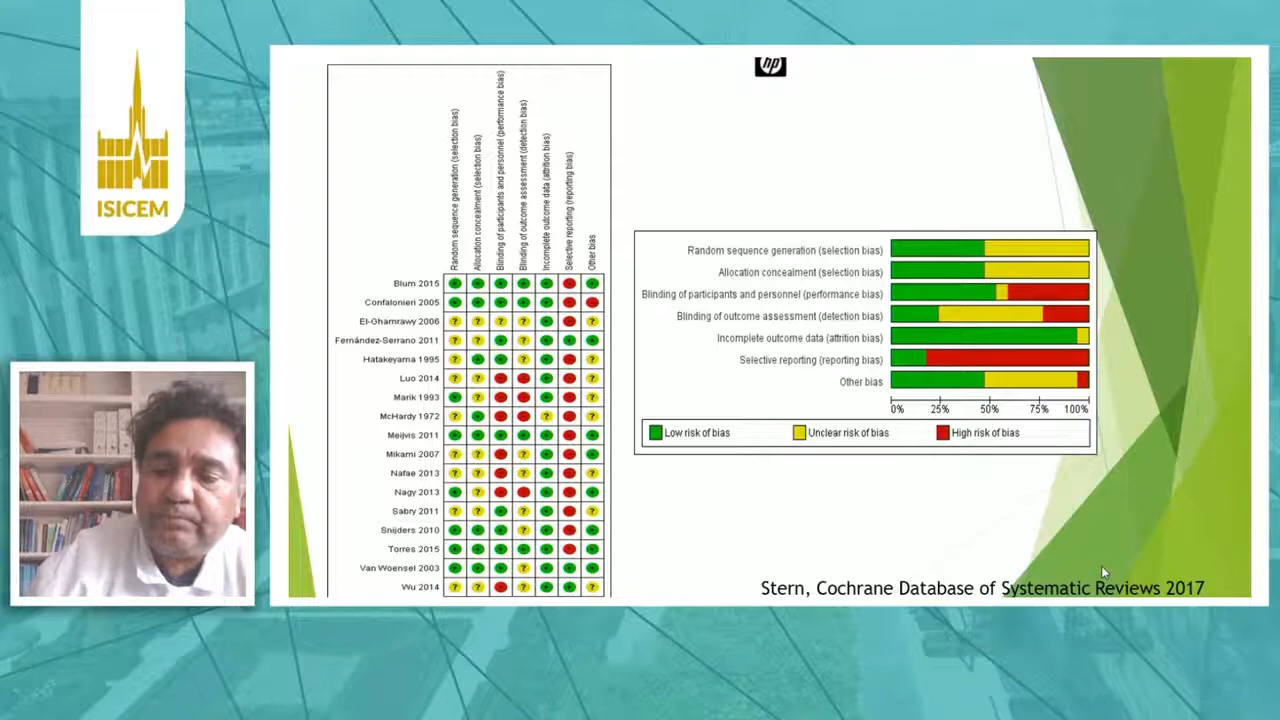 ISICEM
hp
Random sequence generation (selection bias)
Allocation concealment (selection bias)
Blinding of participants and personnel (performance bias)
Blinding of outcome assessment (detection bias)
Incomplete outcome data (attrition bias)
Selective reporting (reporting bias)
Other bias
Blum 2015
Confalonieri 2005
El-Ghamrawy 2006
Fernández-Serrano 2011
Hatakeyama 1995
Luo 2014
Marik 1993
McHardy 1972
Meijvis 2011
Mikami 2007
Nafae 2013
Nagy 2013
Sabry 2011
Snijders 2010
Torres 2015
Van Woensel 2003
Wu 2014
Random sequence generation (selection bias)
Allocation concealment (selection bias)
Blinding of participants and personnel (performance bias)
Blinding of outcome assessment (detection bias)
Incomplete outcome data (attrition bias)
Selective reporting (reporting bias)
Other bias
0% 25% 50% 75% 100%
Low risk of bias Unclear risk of bias High risk of bias
Stern, Cochrane Database of Systematic Reviews 2017